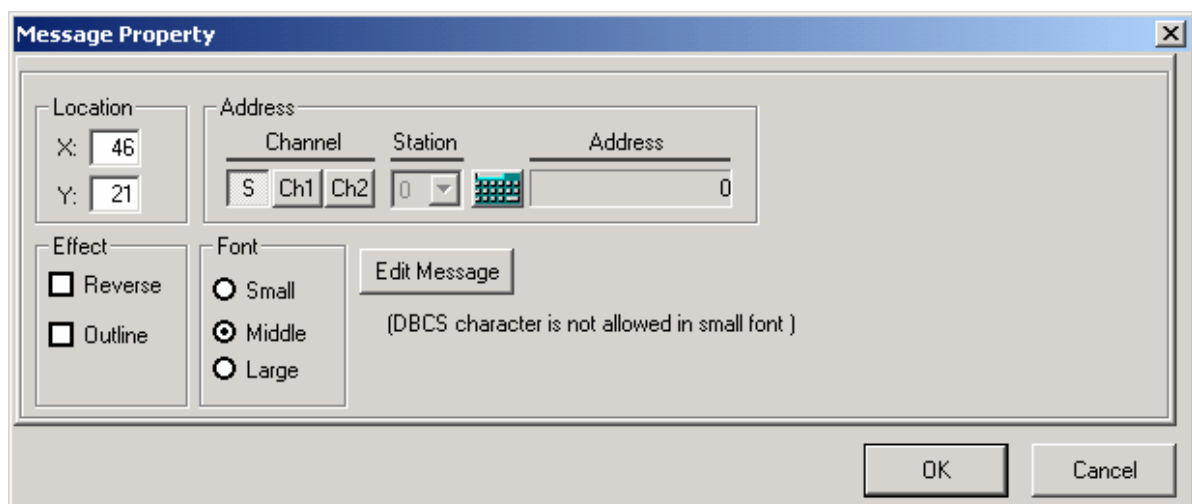 Message Property
Location
Address
X: 46
Channel
Station
Address
Y: 21
S
Ch1
Ch2
0
0
Effect
Font
Reverse
Small
Edit Message
Outline
Middle
(DBCS character is not allowed in small font )
Large
OK
Cancel